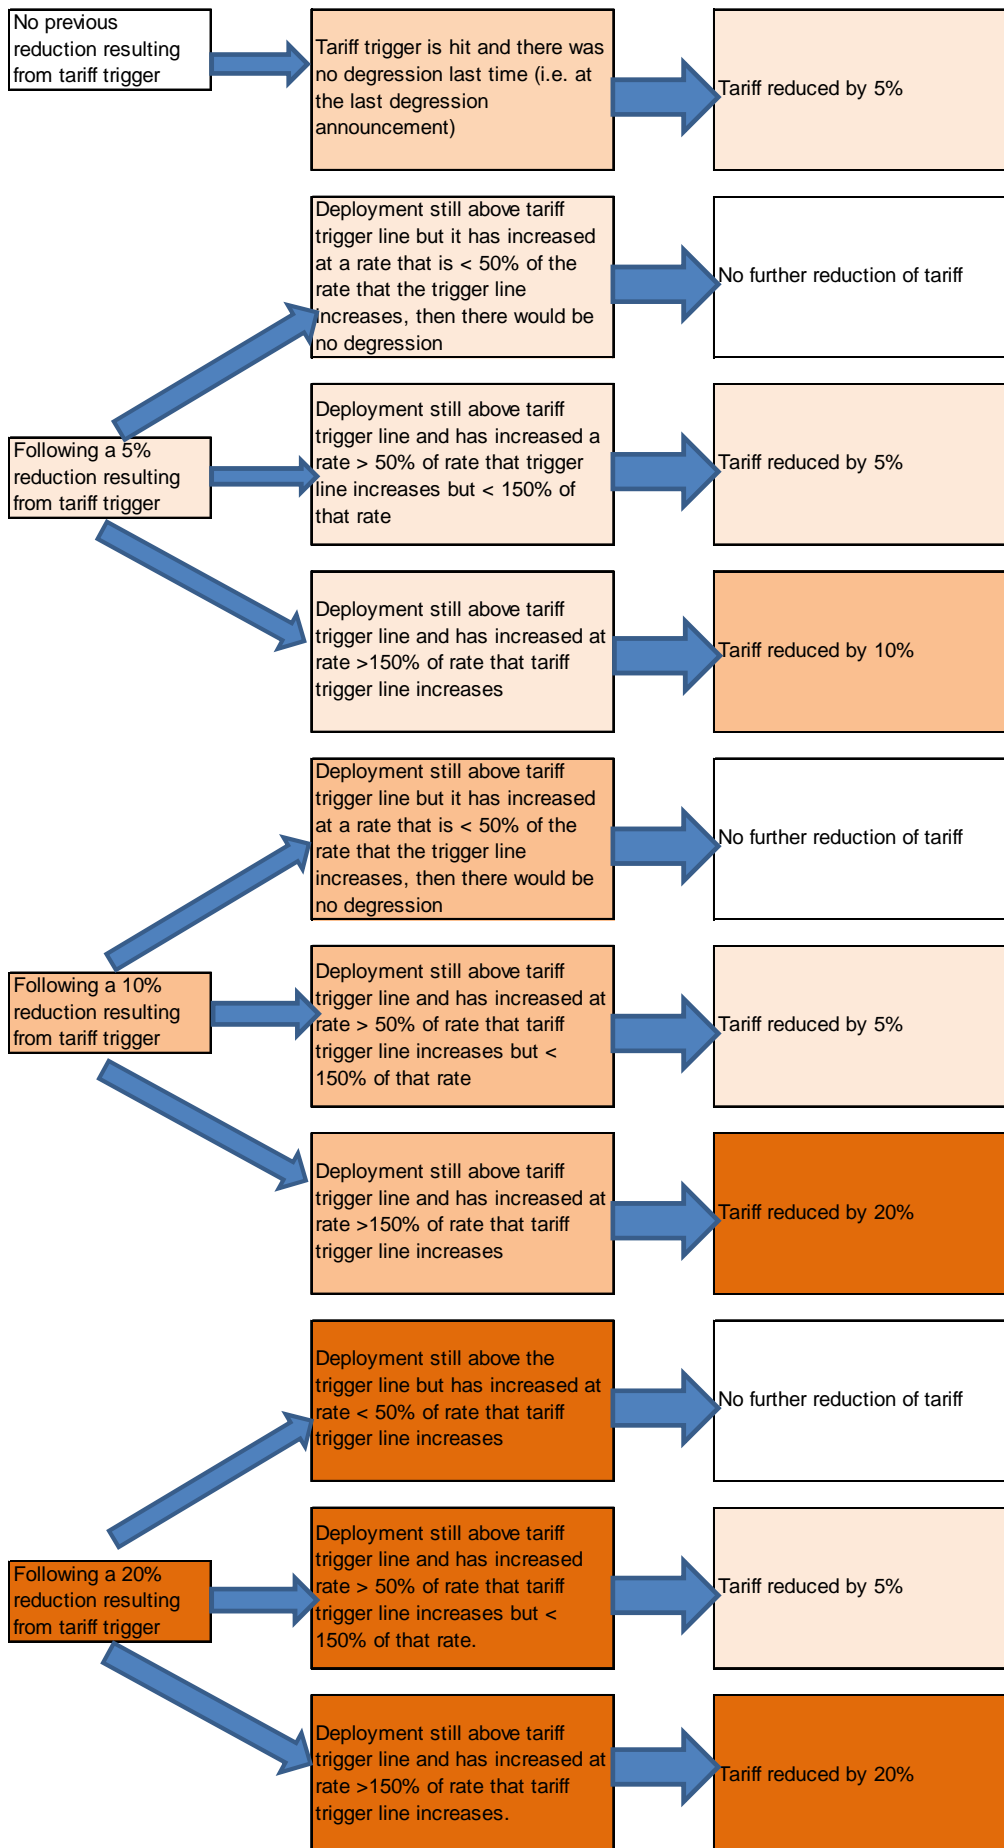 No previous
reduction resulting
from tariff trigger
Tariff trigger is hit and there was
no degression last time (i.e. at
the last degression
announcement)
Tariff reduced by 5%
Deployment still above tariff
trigger line but it has increased
at a rate that is < 50% of the
rate that the trigger line
increases, then there would be
no degression
No further reduction of tariff
Following a 5%
reduction resulting
from tariff trigger
Deployment still above tariff
trigger line and has increased a
rate > 50% of rate that trigger
line increases but < 150% of
that rate
Tariff reduced by 5%
Deployment still above tariff
trigger line and has increased at
rate >150% of rate that tariff
trigger line increases
Tariff reduced by 10%
Deployment still above tariff
trigger line but it has increased
at a rate that is < 50% of the
rate that the trigger line
increases, then there would be
no degression
No further reduction of tariff
Following a 10%
reduction resulting
from tariff trigger
Deployment still above tariff
trigger line and has increased at
rate > 50% of rate that tariff
trigger line increases but <
150% of that rate
Tariff reduced by 5%
Deployment still above tariff
trigger line and has increased at
rate >150% of rate that tariff
trigger line increases
Tariff reduced by 20%
Deployment still above the
trigger line but has increased at
rate < 50% of rate that tariff
trigger line increases
No further reduction of tariff
Following a 20%
reduction resulting
from tariff trigger
Deployment still above tariff
trigger line and has increased
rate > 50% of rate that tariff
trigger line increases but <
150% of that rate.
Tariff reduced by 5%
Deployment still above tariff
trigger line and has increased at
rate >150% of rate that tariff
trigger line increases.
Tariff reduced by 20%